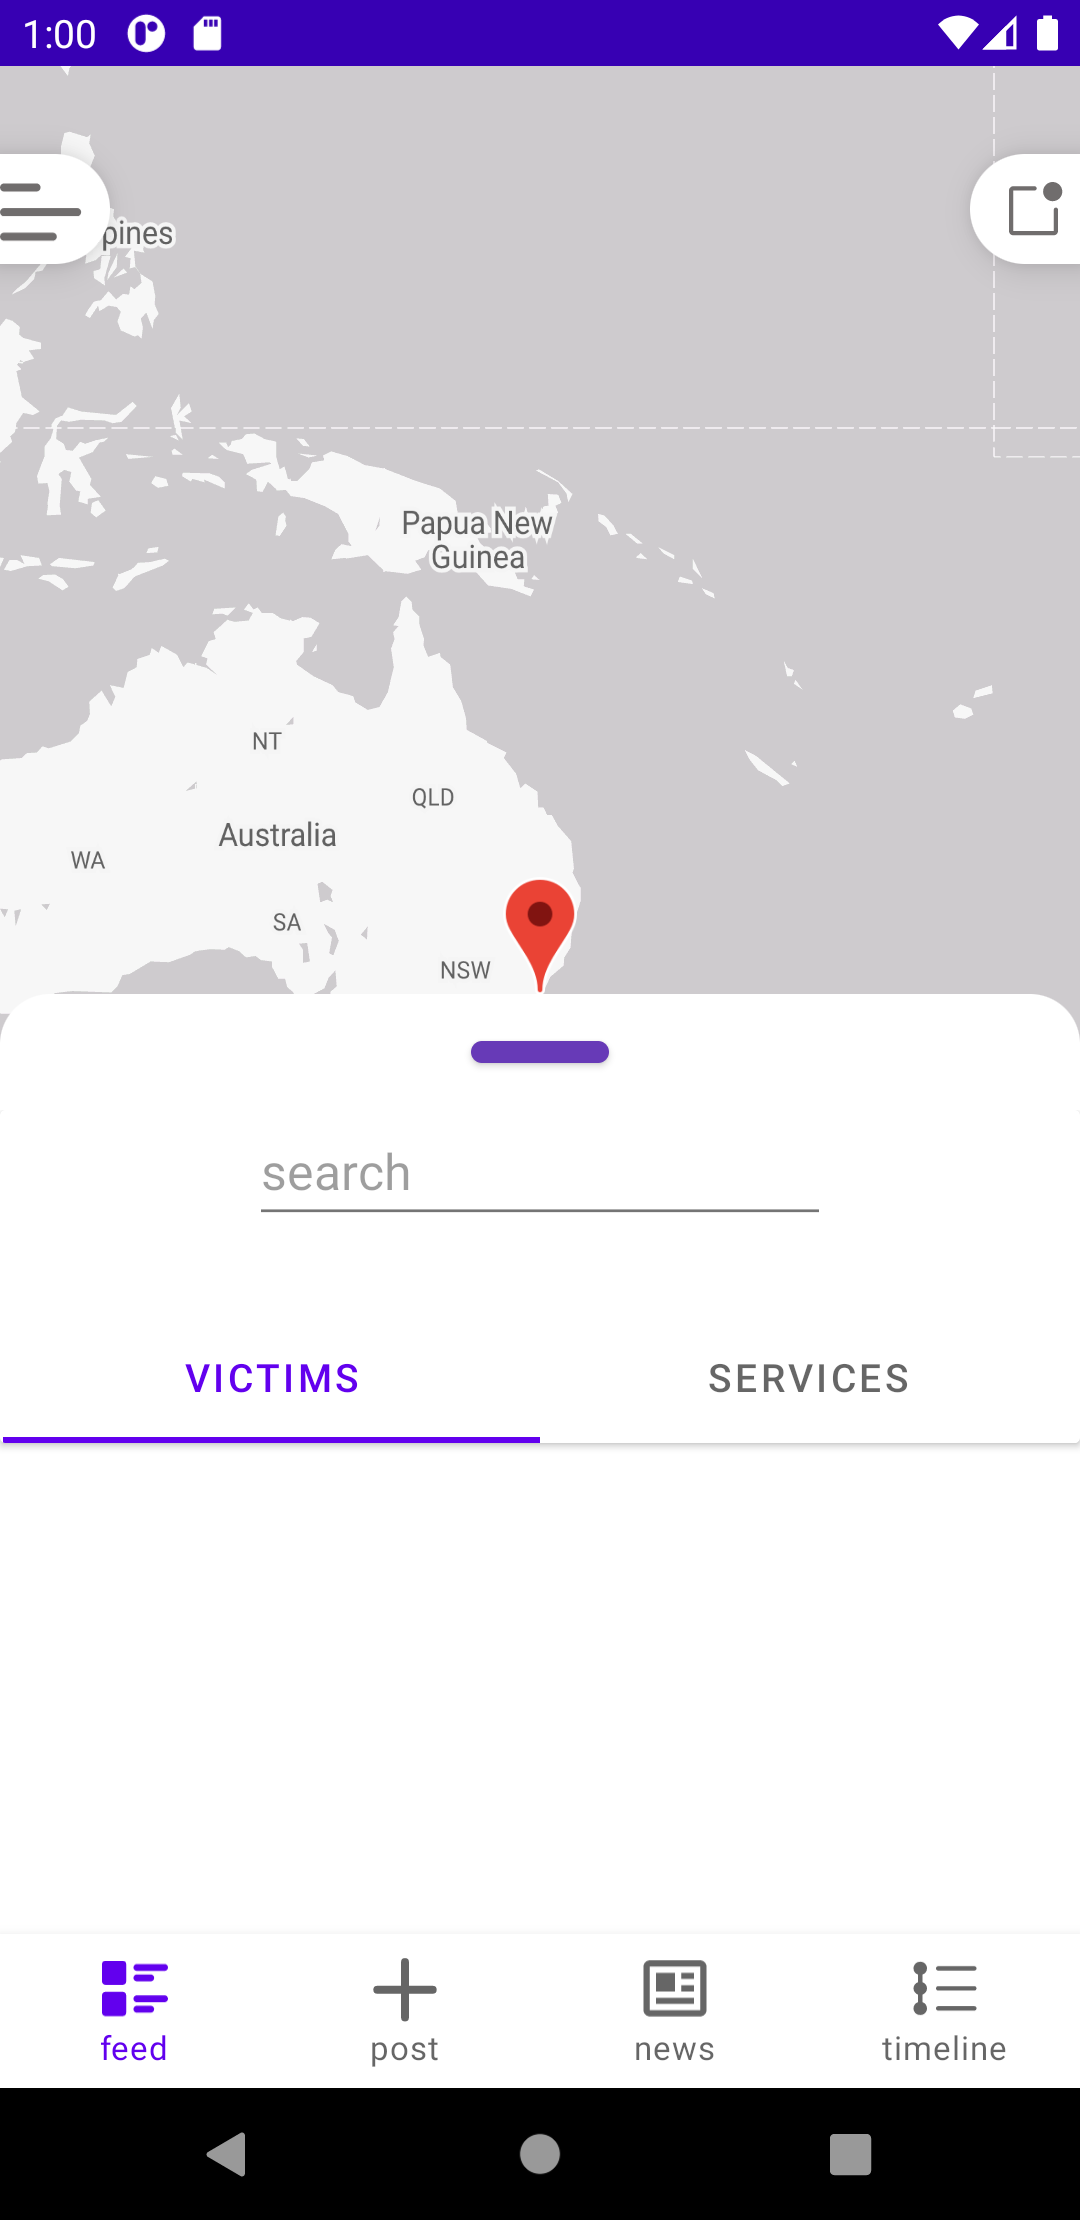 1:00
pines
Papua New
Guinea
NT
QLD
Australia
WA
SA
NSW
search
VICTIMS
SERVICES
feed
post
news
timeline